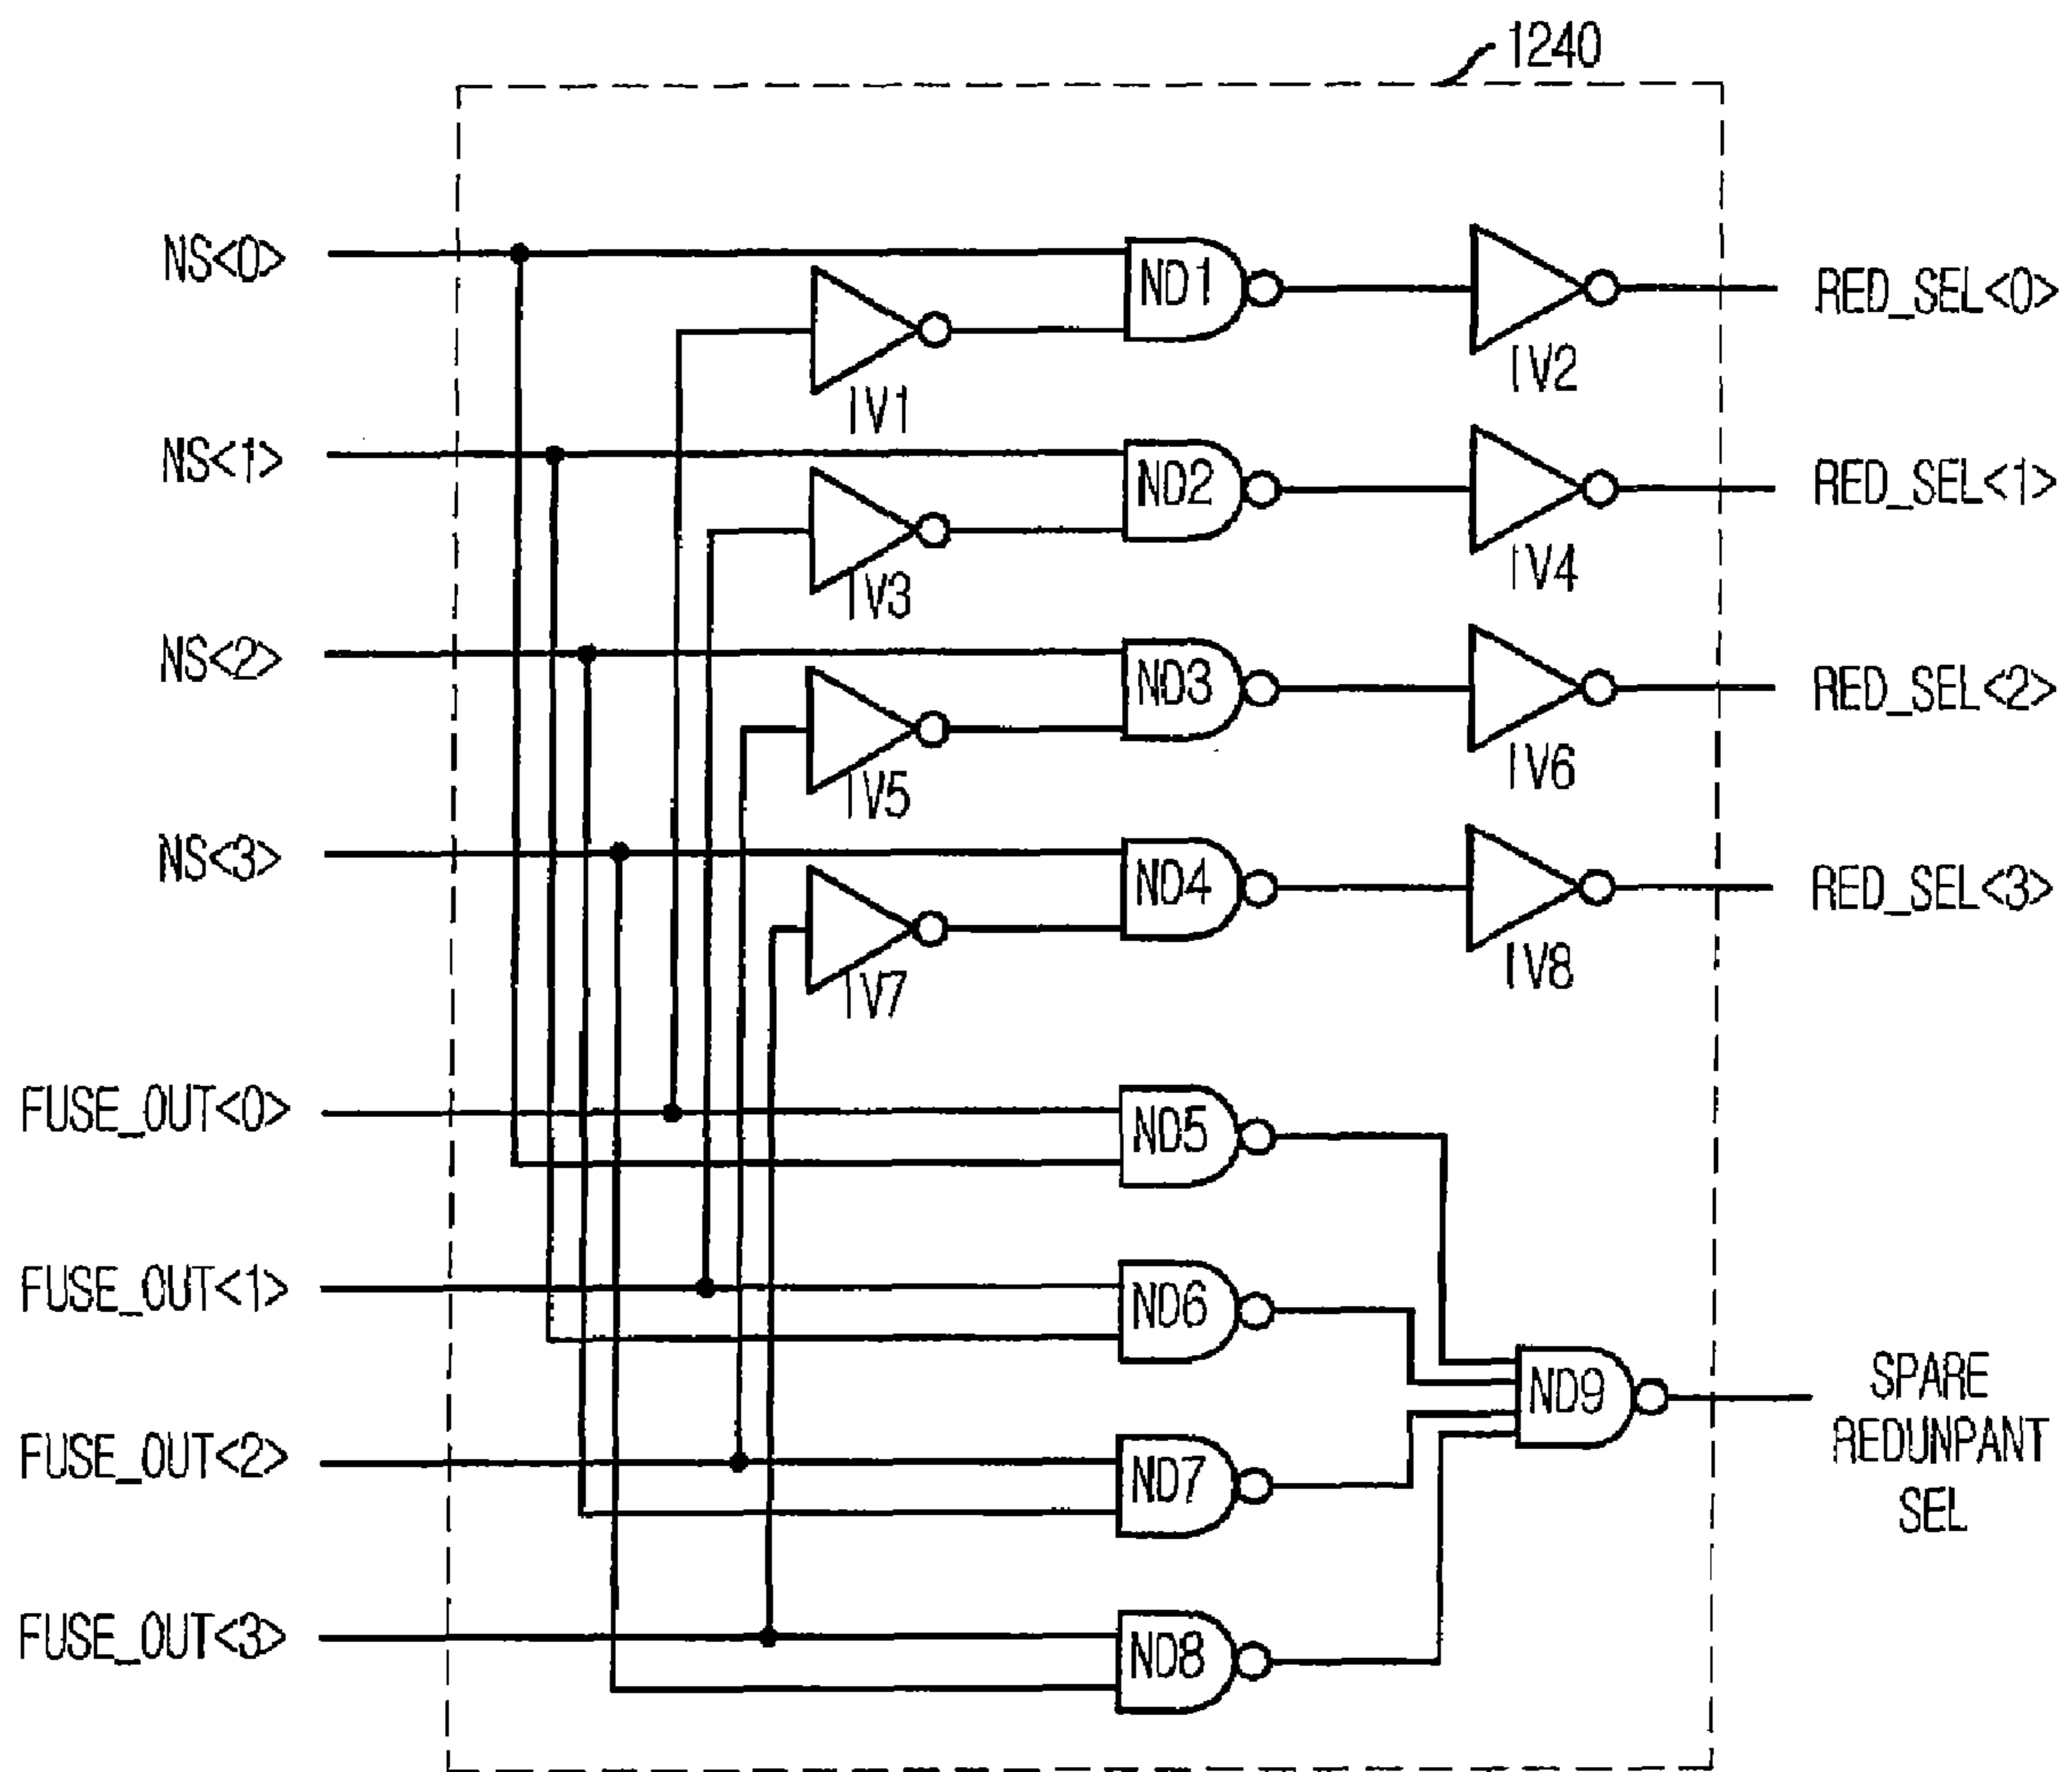 1240
NS<0>
ND1
RED_SEL<0>
IV1
IV2
NS<1>
ND2
RED_SEL<1>
IV3
IV4
NS<2>
ND3
RED_SEL<2>
IV5
IV6
NS<3>
ND4
RED_SEL<3>
IV7
IV8
FUSE_OUT<0>
ND5
FUSE_OUT<1>
ND6
ND9
SPARE
REDUNPANT
SEL
FUSE_OUT<2>
ND7
FUSE_OUT<3>
ND8